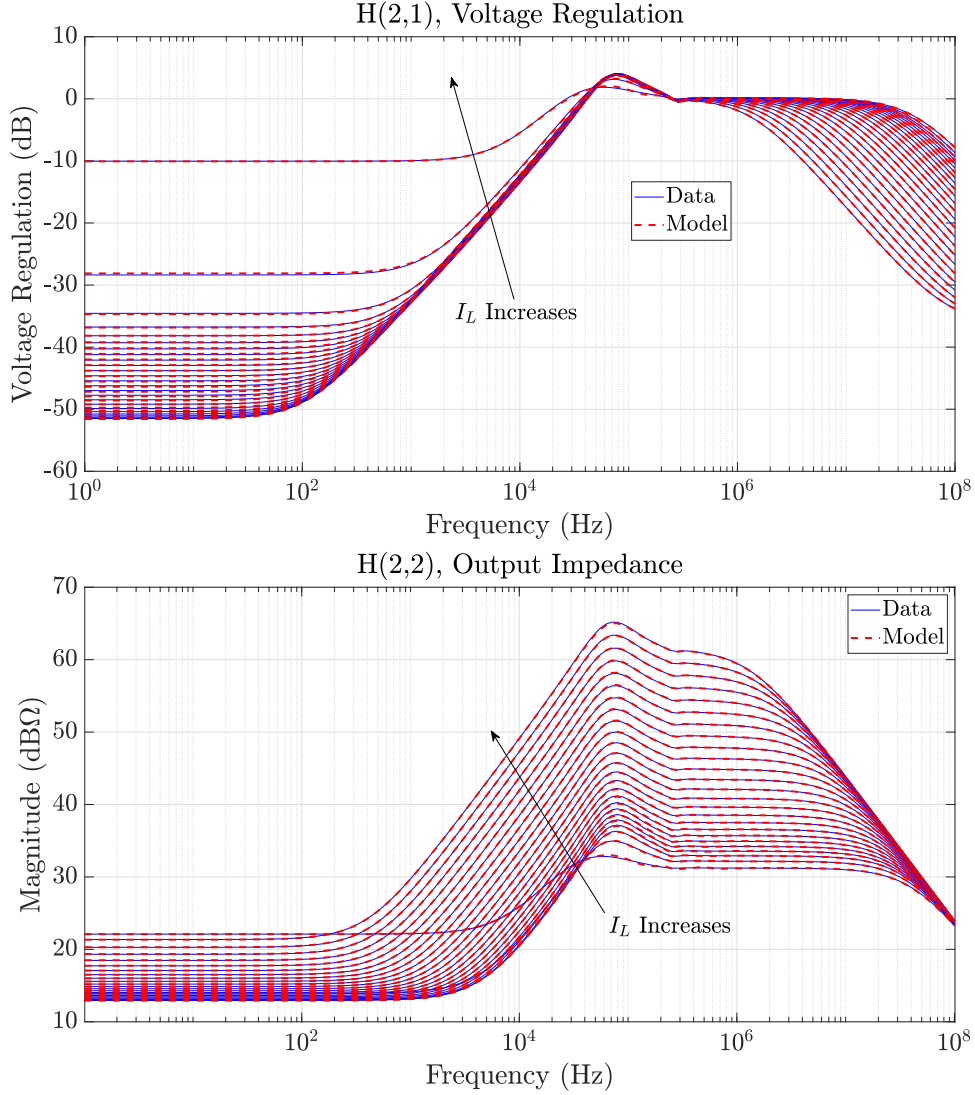 H(2,1), Voltage Regulation
10
0
-10
-20
-30
-40
-50
-60
Voltage Regulation (dB)
I_L Increases
Data
Model
10^0
10^2
10^4
10^6
10^8
Frequency (Hz)
H(2,2), Output Impedance
70
60
50
40
30
20
10
Magnitude (dBΩ)
Data
Model
I_L Increases
10^2
10^4
10^6
10^8
Frequency (Hz)